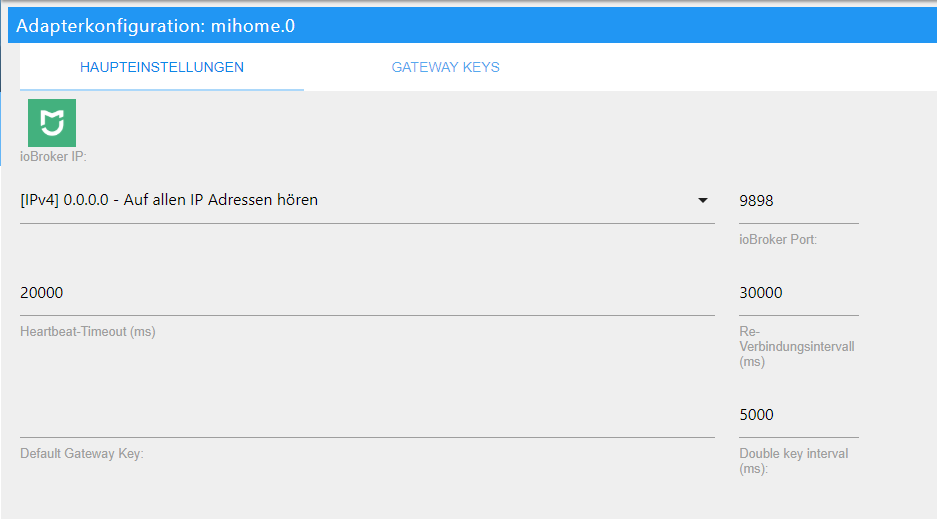 Adapterkonfiguration: mihome.0
HAUPTEINSTELLUNGEN
GATEWAY KEYS
ioBroker IP:
[IPv4] 0.0.0.0 - Auf allen IP Adressen hören
9898
ioBroker Port:
20000
30000
Heartbeat-Timeout (ms)
Re-
Verbindungsintervall
(ms)
5000
Default Gateway Key:
Double key interval
(ms):